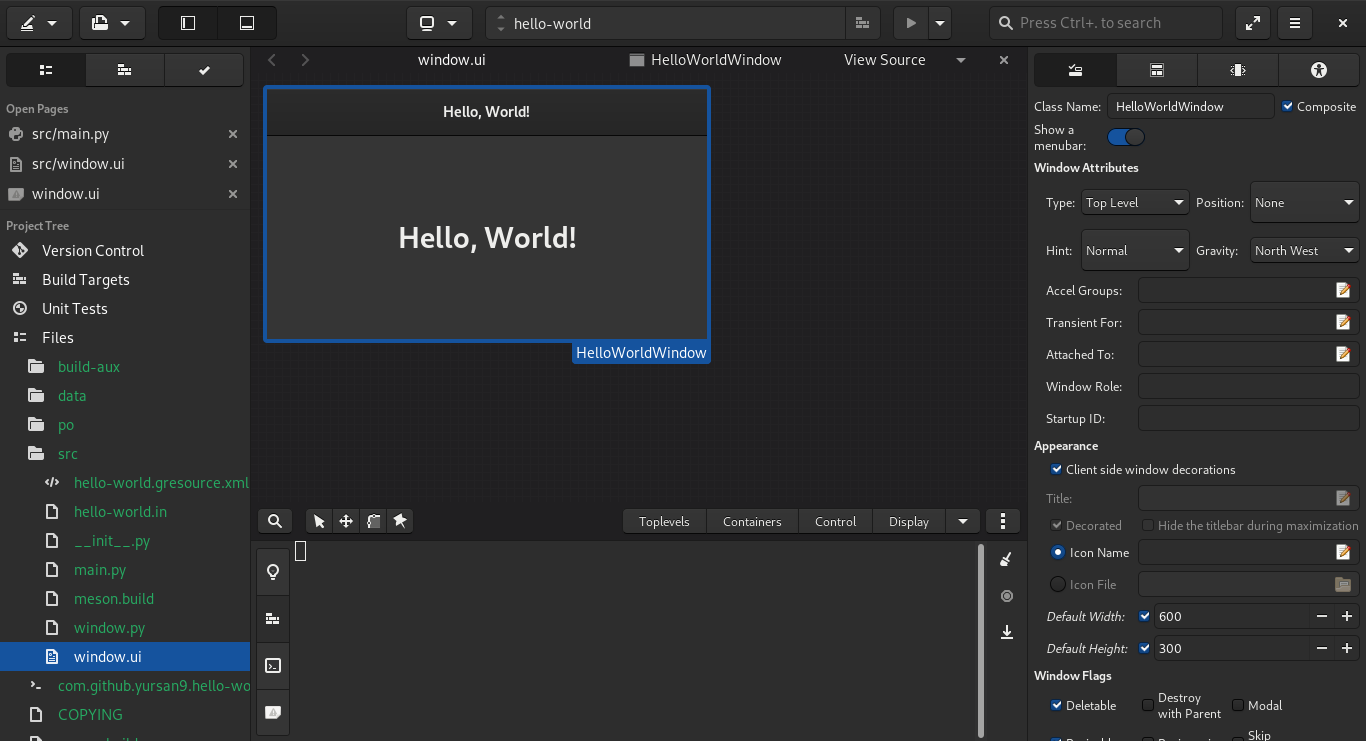 hello-world
Press Ctrl+. to search
Open Pages
src/main.py
src/window.ui
window.ui
Project Tree
Version Control
Build Targets
Unit Tests
Files
build-aux
data
po
src
hello-world.gresource.xml
hello-world.in
__init__.py
main.py
meson.build
window.py
window.ui
com.github.yursan9.hello-wo
COPYING
window.ui
HelloWorldWindow
View Source
Hello, World!
Hello, World!
HelloWorldWindow
Toplevels
Containers
Control
Display
Class Name:
HelloWorldWindow
Composite
Show a
menubar:
Window Attributes
Type:
Top Level
Position:
None
Hint:
Normal
Gravity:
North West
Accel Groups:
Transient For:
Attached To:
Window Role:
Startup ID:
Appearance
Client side window decorations
Title:
Decorated
Hide the titlebar during maximization
Icon Name
Icon File
Default Width:
600
Default Height:
300
Window Flags
Deletable
Destroy
with Parent
Modal
Skip